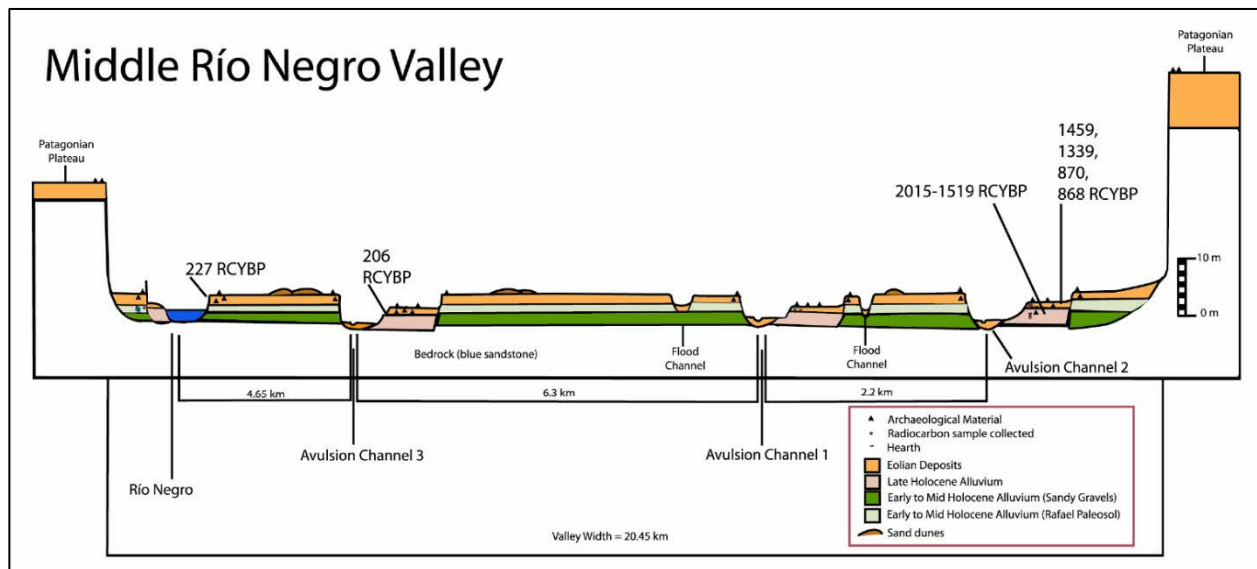 Middle Río Negro Valley
Patagonian
Plateau
Patagonian
Plateau
1459,
1339,
870,
868 RCYBP
2015-1519 RCYBP
227 RCYBP
206
RCYBP
10 m
0 m
Bedrock (blue sandstone)
Flood
Channel
Flood
Channel
Avulsion Channel 2
4.65 km
6.3 km
2.2 km
Avulsion Channel 3
Avulsion Channel 1
Río Negro
Archaeological Material
Radiocarbon sample collected
Hearth
Eolian Deposits
Late Holocene Alluvium
Early to Mid Holocene Alluvium (Sandy Gravels)
Early to Mid Holocene Alluvium (Rafael Paleosol)
Sand dunes
Valley Width = 20.45 km